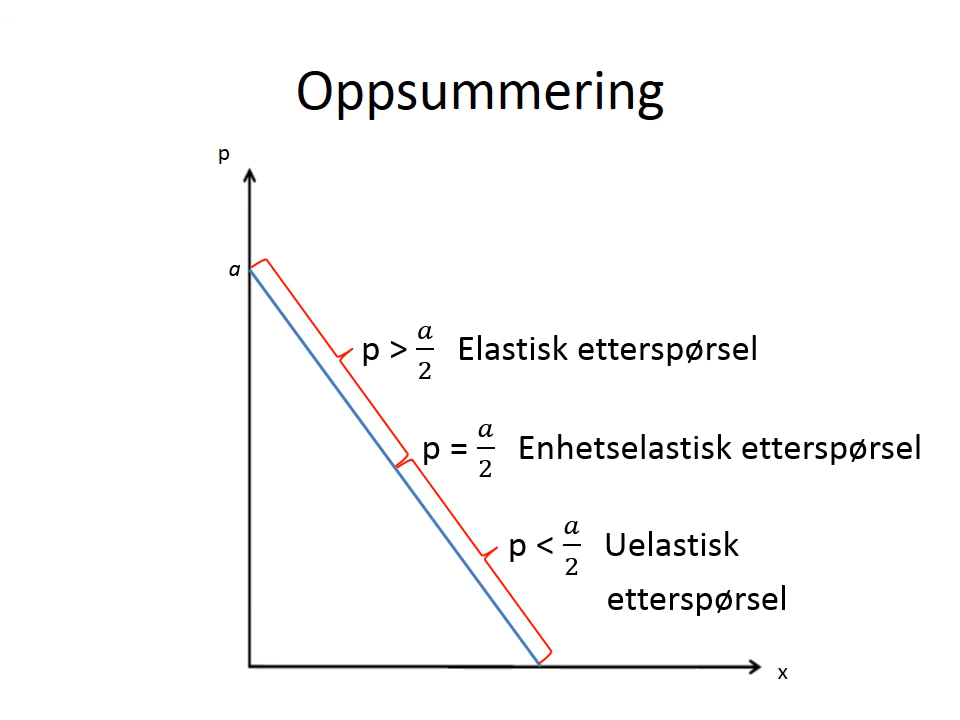 Oppsummering
p
a
p > a/2 Elastisk etterspørsel
p = a/2 Enhetselastisk etterspørsel
p < a/2 Uelastisk
etterspørsel
x